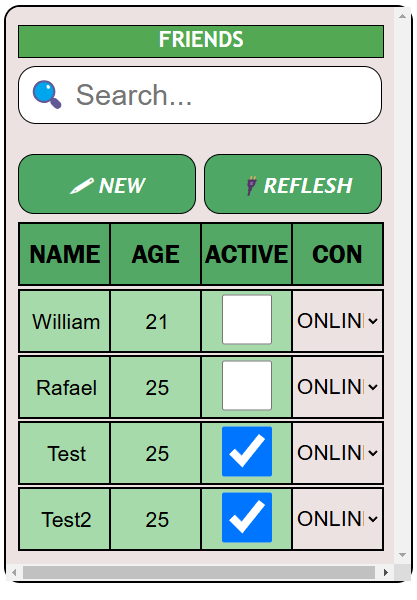 FRIENDS
Search...
NEW REFLESH
NAME AGE ACTIVE CON
William 21 ONLIN
Rafael 25 ONLIN
Test 25 ONLIN
Test2 25 ONLIN